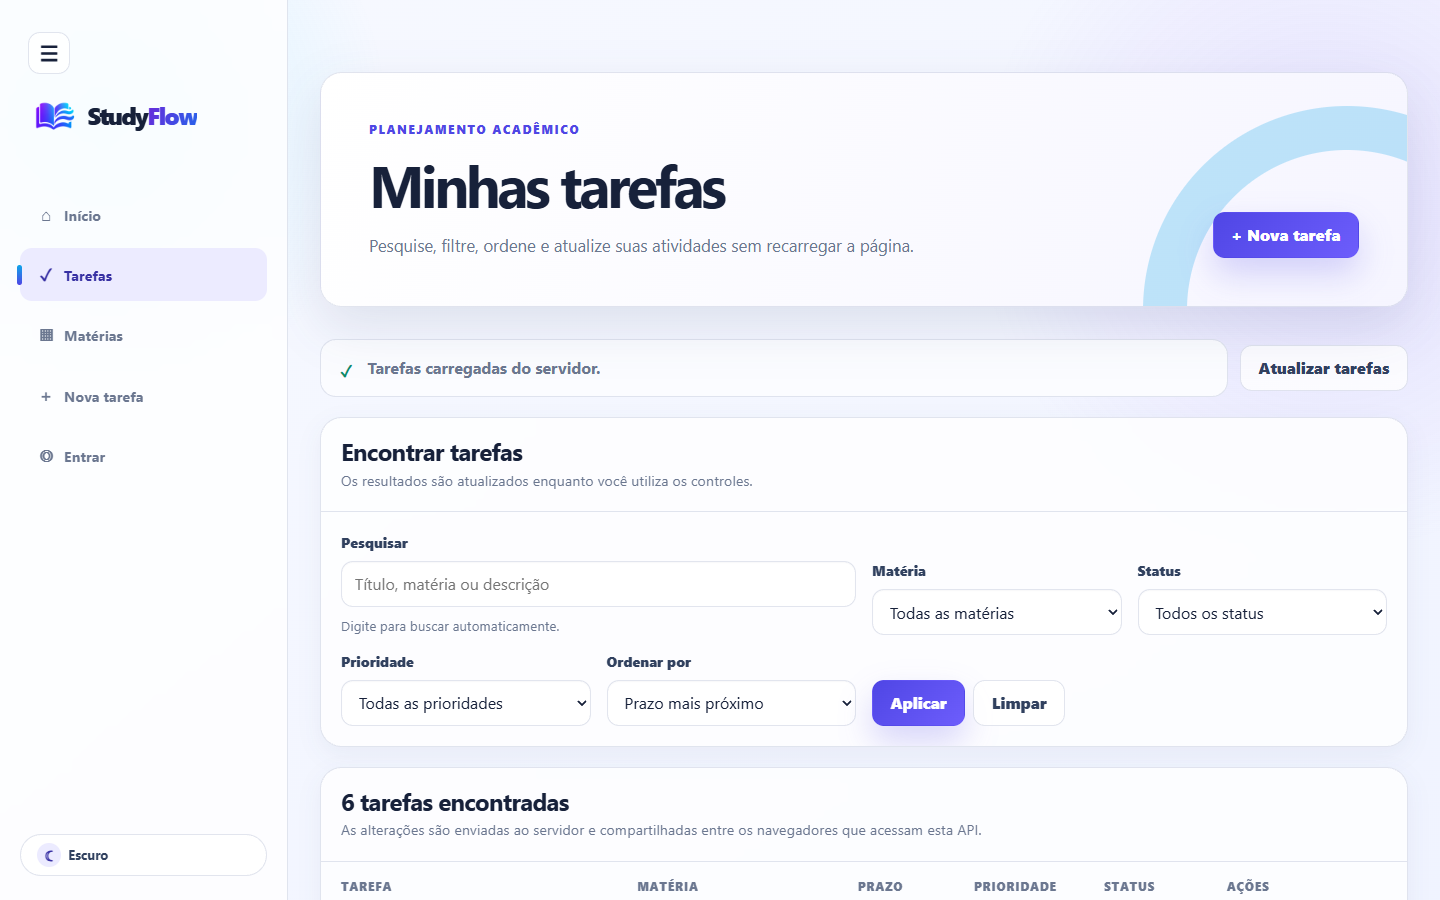 StudyFlow
Início
Tarefas
Matérias
+ Nova tarefa
Entrar
Escuro
PLANEJAMENTO ACADÊMICO
Minhas tarefas
Pesquise, filtre, ordene e atualize suas atividades sem recarregar a página.
+ Nova tarefa
Tarefas carregadas do servidor.
Atualizar tarefas
Encontrar tarefas
Os resultados são atualizados enquanto você utiliza os controles.
Pesquisar
Título, matéria ou descrição
Digite para buscar automaticamente.
Matéria
Todas as matérias
Status
Todos os status
Prioridade
Todas as prioridades
Ordenar por
Prazo mais próximo
Aplicar
Limpar
6 tarefas encontradas
As alterações são enviadas ao servidor e compartilhadas entre os navegadores que acessam esta API.
TAREFA MATÉRIA PRAZO PRIORIDADE STATUS AÇÕES